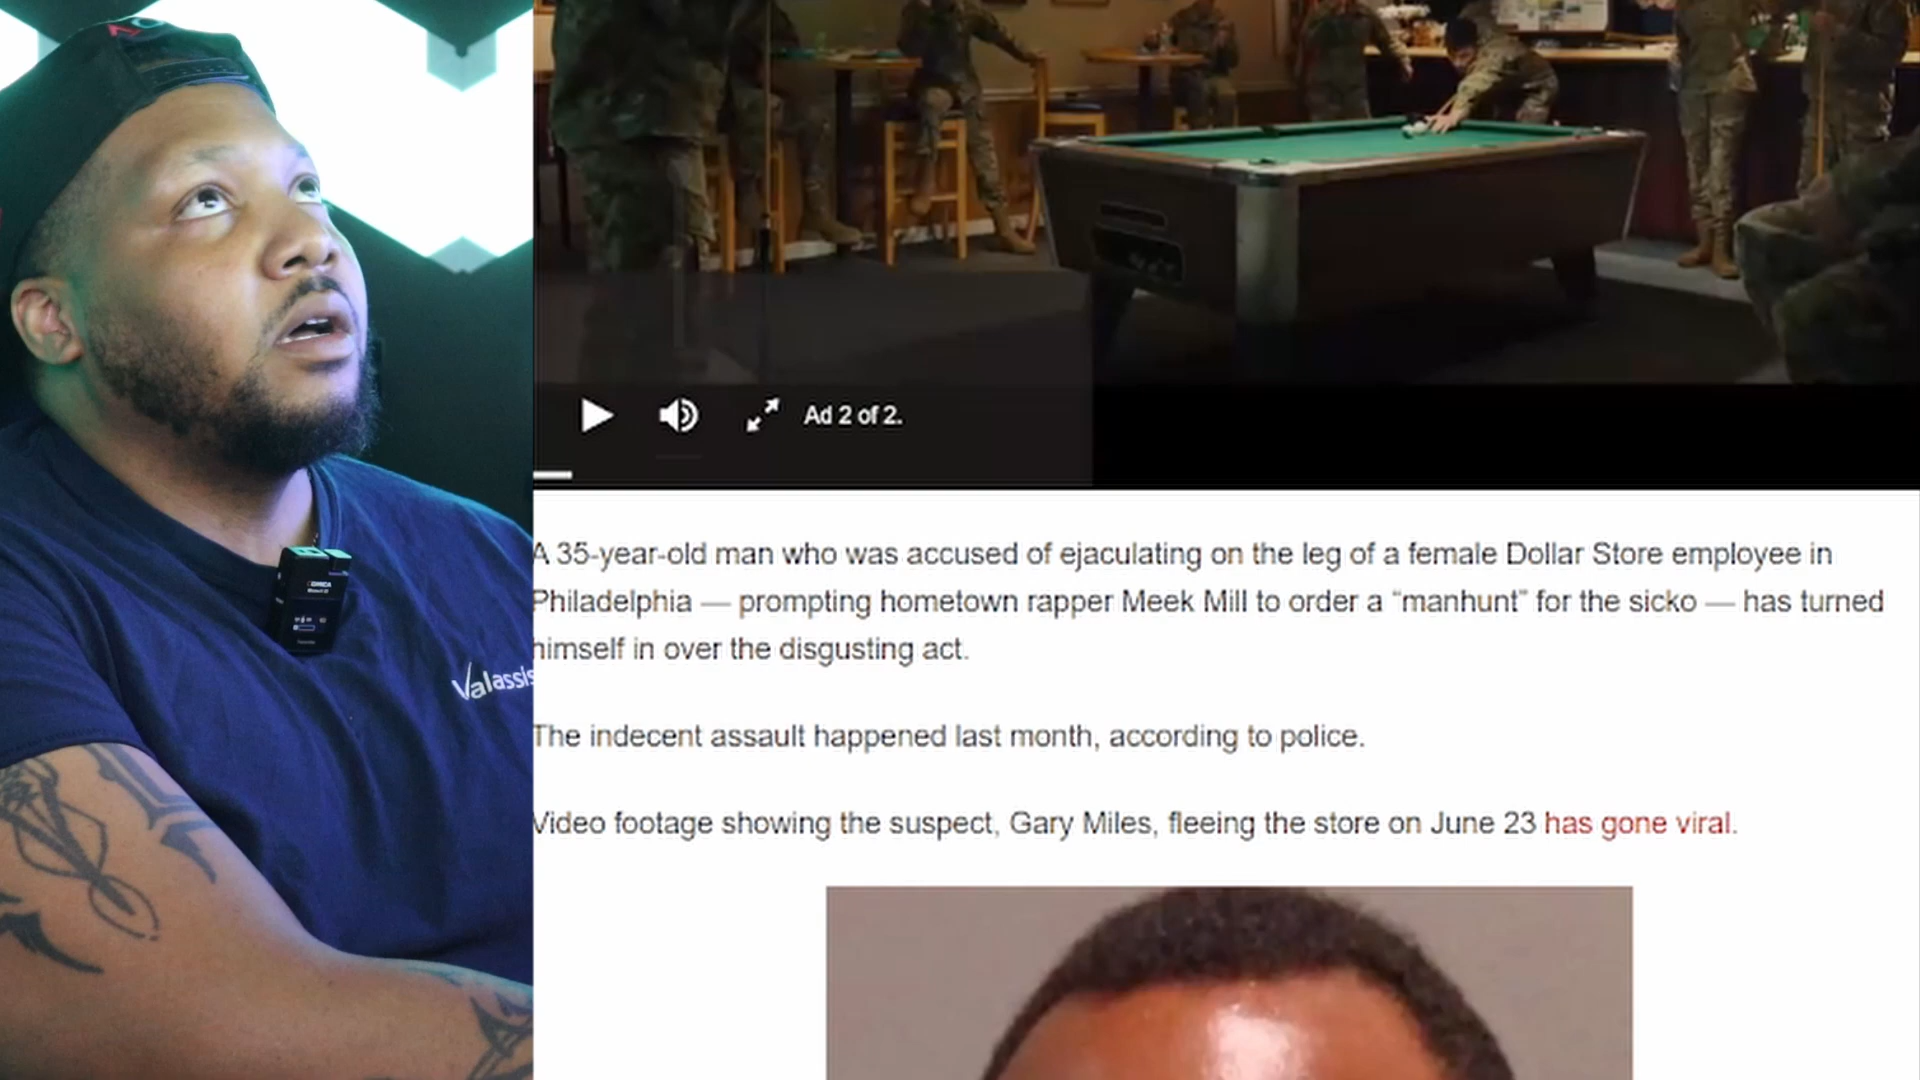 Ad 2 of 2.
A 35-year-old man who was accused of ejaculating on the leg of a female Dollar Store employee in
Philadelphia — prompting hometown rapper Meek Mill to order a “manhunt” for the sicko — has turned
himself in over the disgusting act.
The indecent assault happened last month, according to police.
Video footage showing the suspect, Gary Miles, fleeing the store on June 23 has gone viral.
COMICA
Valassis